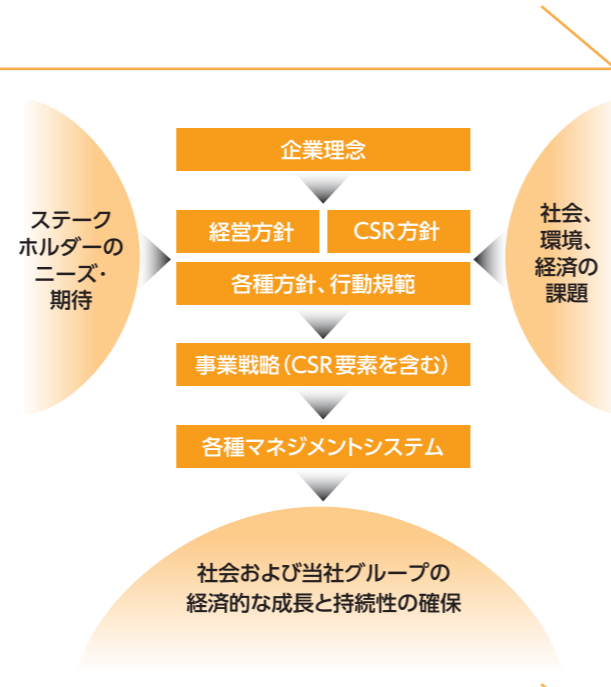 企業理念
ステーク
ホルダーの
ニーズ・
期待
経営方針
CSR方針
各種方針、行動規範
社会、
環境、
経済の
課題
事業戦略(CSR要素を含む)
各種マネジメントシステム
社会および当社グループの
経済的な成長と持続性の確保